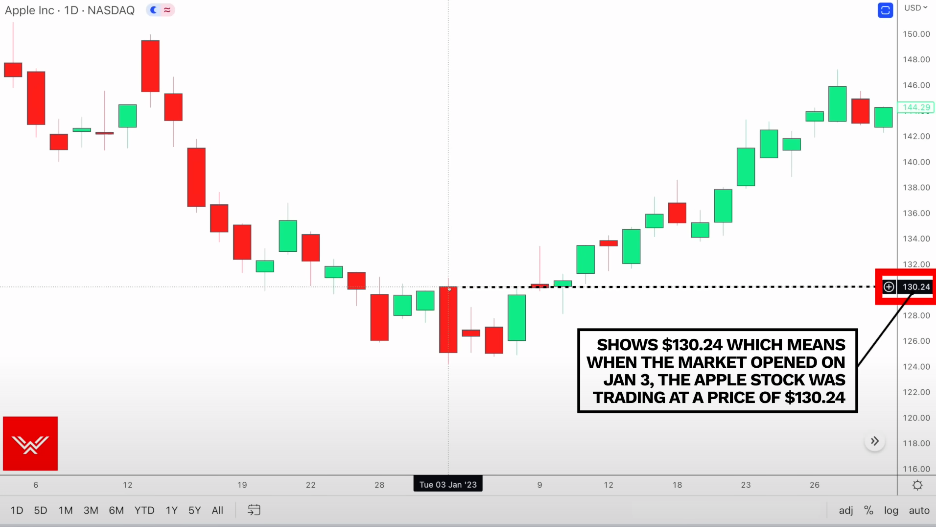 Apple Inc · 1D · NASDAQ
USD
150.00
148.00
146.00
144.29
142.00
140.00
138.00
136.00
134.00
132.00
130.24
128.00
126.00
124.00
122.00
120.00
118.00
116.00
SHOWS $130.24 WHICH MEANS
WHEN THE MARKET OPENED ON
JAN 3, THE APPLE STOCK WAS
TRADING AT A PRICE OF $130.24
6 12 19 22 28 Tue 03 Jan '23 9 12 18 23 26
1D 5D 1M 3M 6M YTD 1Y 5Y All adj % log auto